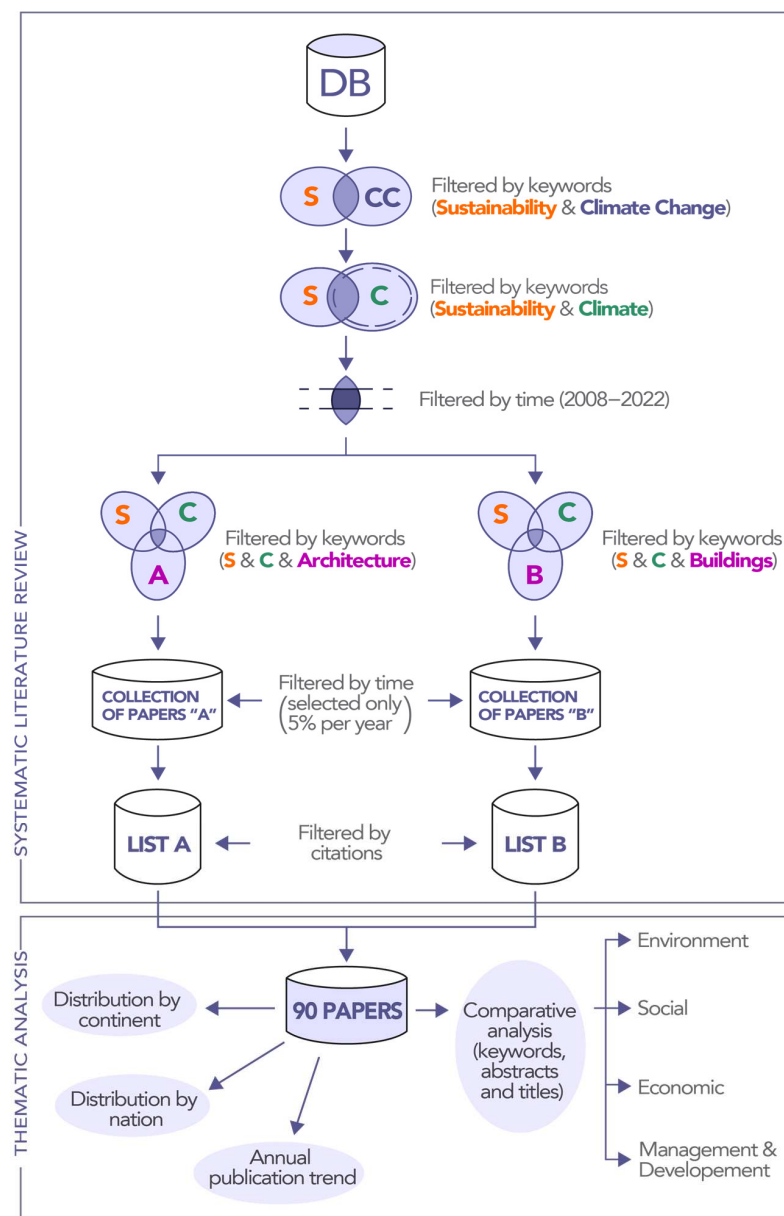 SYSTEMATIC LITERATURE REVIEW
DB
S CC
Filtered by keywords
(Sustainability & Climate Change)
S C
Filtered by keywords
(Sustainability & Climate)
Filtered by time (2008–2022)
S C
A
Filtered by keywords
(S & C & Architecture)
S C
B
Filtered by keywords
(S & C & Buildings)
COLLECTION
OF PAPERS “A”
Filtered by time
(selected only
5% per year)
COLLECTION
OF PAPERS “B”
LIST A
Filtered by
citations
LIST B
THEMATIC ANALYSIS
90 PAPERS
Distribution by
continent
Distribution by
nation
Annual
publication trend
Comparative
analysis
(keywords,
abstracts
and titles)
Environment
Social
Economic
Management &
Developement